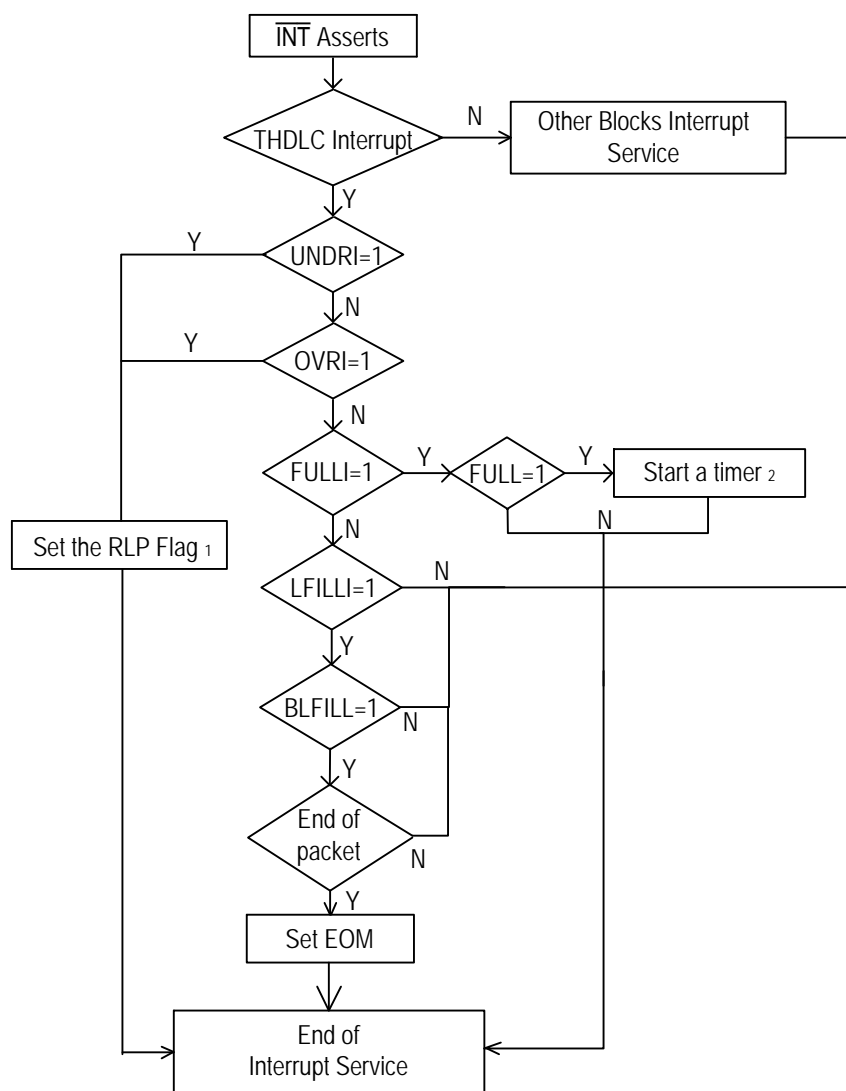 INT Asserts
THDLC Interrupt
N
Other Blocks Interrupt
Service
Y
Y
UNDRI=1
N
Y
OVRI=1
N
FULLI=1
Y
FULL=1
Y
Start a timer 2
N
N
Set the RLP Flag 1
LFILLI=1
N
Y
BLFILL=1
N
Y
End of
packet
N
Y
Set EOM
End of
Interrupt Service